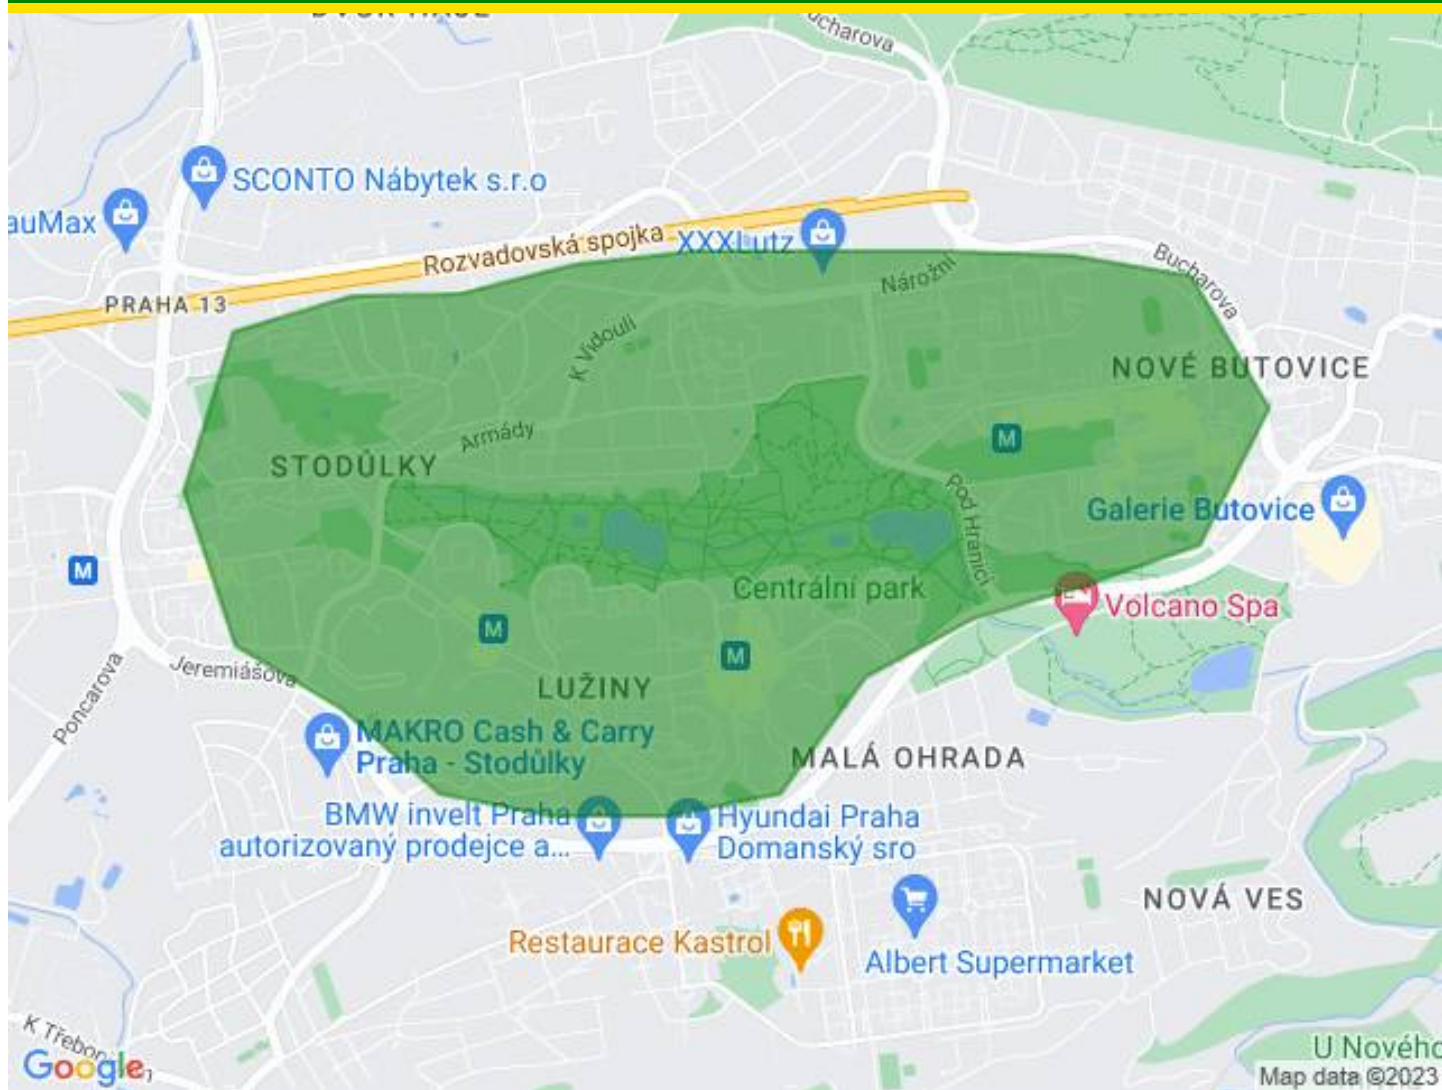 Bucharova
SCONTO Nábytek s.r.o
auMax
Rozvadovská spojka
XXXLutz
Bucharova
Nárožní
PRAHA 13
K Vidouli
NOVÉ BUTOVICE
Armády
M
STODŮLKY
Pod Hranicí
Galerie Butovice
M
Centrální park
Volcano Spa
M
M
Jeremiášova
LUŽINY
Poncarova
MAKRO Cash & Carry
Praha - Stodůlky
MALÁ OHRADA
BMW invelt Praha
autorizovaný prodejce a...
Hyundai Praha
Domanský sro
NOVÁ VES
Restaurace Kastrol
Albert Supermarket
K Třebon
U Nového
Google
Map data ©2023